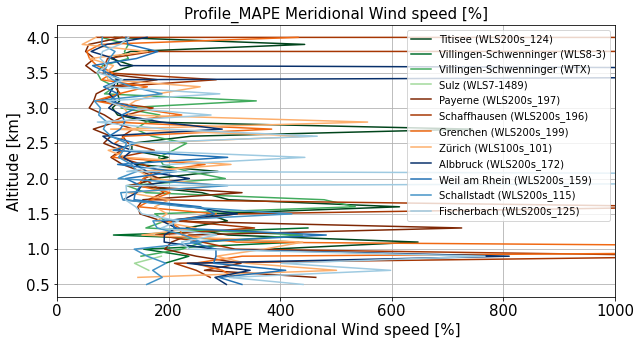 Profile_MAPE Meridional Wind speed [%]
4.0
3.5
3.0
2.5
2.0
1.5
1.0
0.5
Altitude [km]
Titisee (WLS200s_124)
Villingen-Schwenninger (WLS8-3)
Villingen-Schwenninger (WTX)
Sulz (WLS7-1489)
Payerne (WLS200s_197)
Schaffhausen (WLS200s_196)
Grenchen (WLS200s_199)
Zürich (WLS100s_101)
Albbruck (WLS200s_172)
Weil am Rhein (WLS200s_159)
Schallstadt (WLS200s_115)
Fischerbach (WLS200s_125)
0 200 400 600 800 1000
MAPE Meridional Wind speed [%]